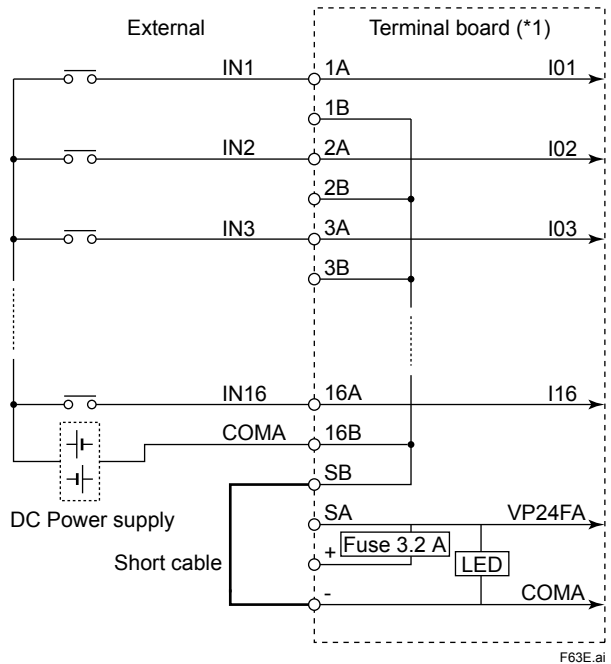 External
Terminal board (*1)
IN1
1A
I01
1B
IN2
2A
I02
2B
IN3
3A
I03
3B
IN16
16A
I16
COMA
16B
SB
DC Power supply
SA
VP24FA
Short cable
+
Fuse 3.2 A
LED
-
COMA
F63E.ai